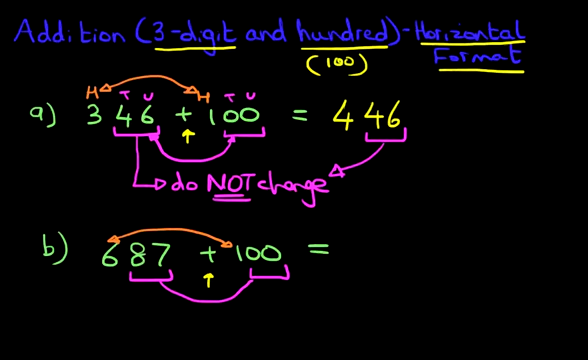 Addition (3-digit and hundred) - Horizontal
(100) Format
H H
T U T U
a) 346 + 100 = 446
do NOT change
b) 687 + 100 =